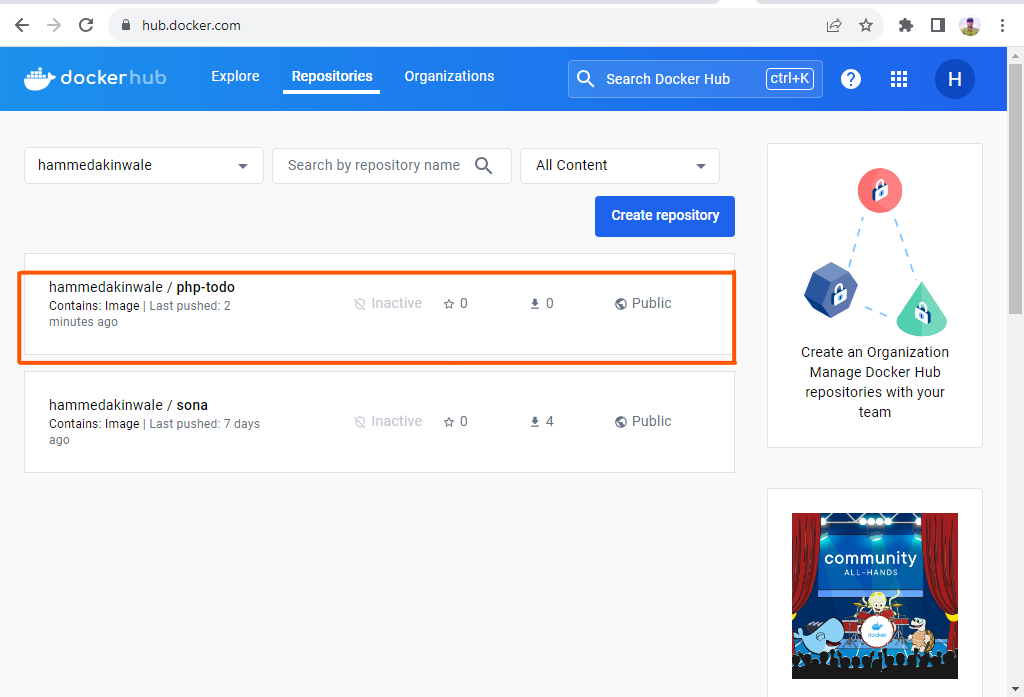 hub.docker.com
dockerhub
Explore
Repositories
Organizations
Search Docker Hub
ctrl+K
?
H
hammedakinwale
Search by repository name
All Content
Create repository
hammedakinwale / php-todo
Contains: Image | Last pushed: 2
minutes ago
Inactive
0
0
Public
hammedakinwale / sona
Contains: Image | Last pushed: 7 days
ago
Inactive
0
4
Public
Create an Organization
Manage Docker Hub
repositories with your
team
community
ALL-HANDS
docker